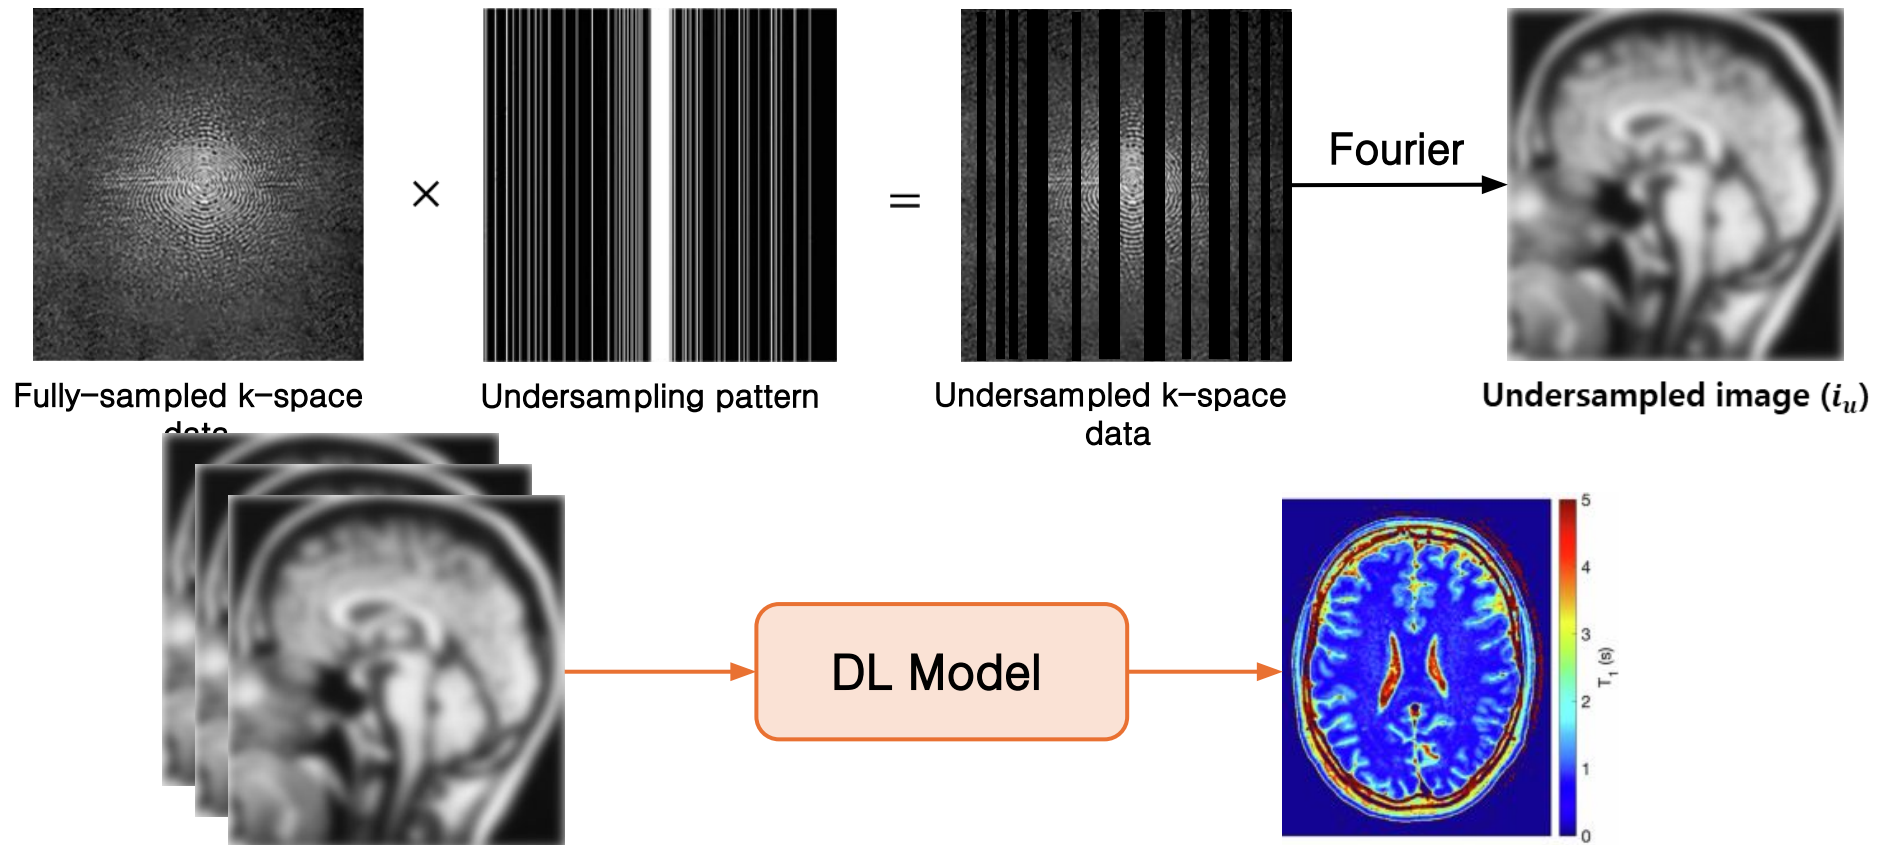 ×
=
Fourier
Fully-sampled k-space
data
Undersampling pattern
Undersampled k-space
data
Undersampled image (iᵤ)
DL Model
5
4
3
2
1
0
T₁ (s)